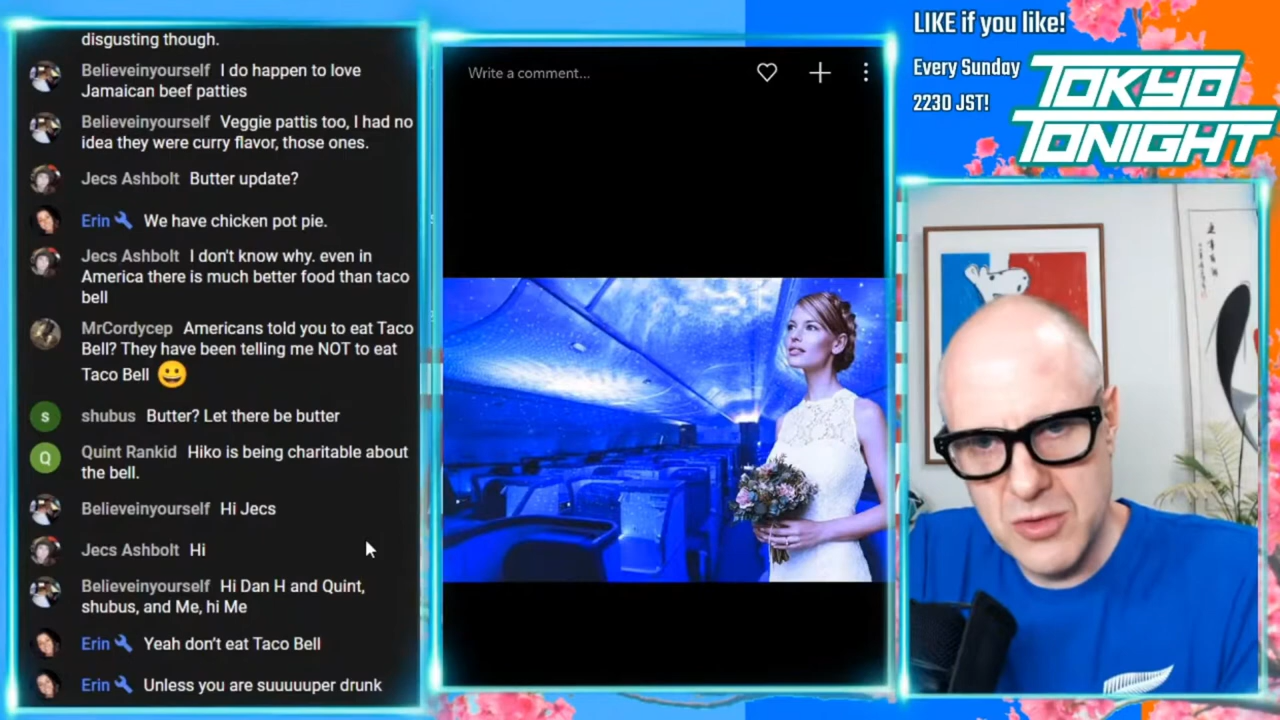 disgusting though.
Believeinyourself I do happen to love
Jamaican beef patties
Believeinyourself Veggie pattis too, I had no
idea they were curry flavor, those ones.
Jecs Ashbolt Butter update?
Erin We have chicken pot pie.
Jecs Ashbolt I don't know why. even in
America there is much better food than taco
bell
MrCordycep Americans told you to eat Taco
Bell? They have been telling me NOT to eat
Taco Bell 😀
s shubus Butter? Let there be butter
Q Quint Rankid Hiko is being charitable about
the bell.
Believeinyourself Hi Jecs
Jecs Ashbolt Hi
Believeinyourself Hi Dan H and Quint,
shubus, and Me, hi Me
Erin Yeah don't eat Taco Bell
Erin Unless you are suuuuper drunk
Write a comment...
LIKE if you like!
Every Sunday
2230 JST!
TOKYO
TONIGHT